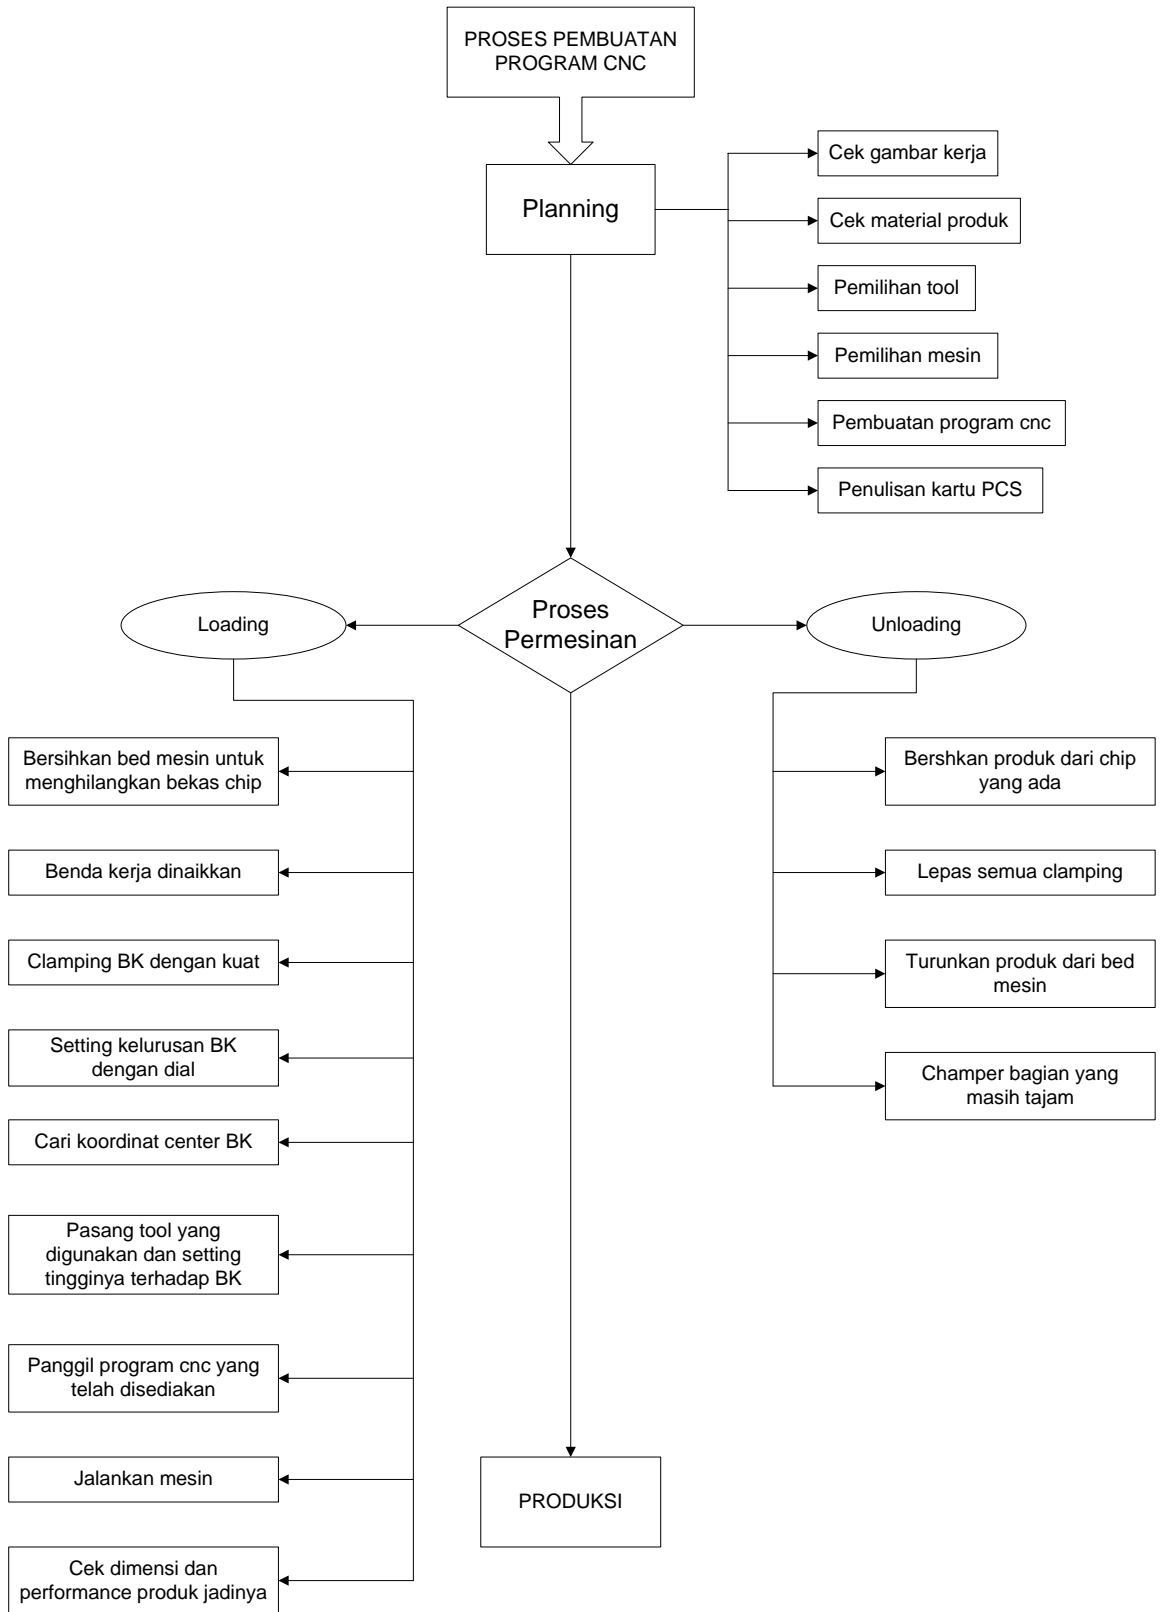 PROSES PEMBUATAN
PROGRAM CNC
Planning
Cek gambar kerja
Cek material produk
Pemilihan tool
Pemilihan mesin
Pembuatan program cnc
Penulisan kartu PCS
Proses
Permesinan
Loading
Unloading
Bersihkan bed mesin untuk
menghilangkan bekas chip
Benda kerja dinaikkan
Clamping BK dengan kuat
Setting kelurusan BK
dengan dial
Cari koordinat center BK
Pasang tool yang
digunakan dan setting
tingginya terhadap BK
Panggil program cnc yang
telah disediakan
Jalankan mesin
Cek dimensi dan
performance produk jadinya
Bershkan produk dari chip
yang ada
Lepas semua clamping
Turunkan produk dari bed
mesin
Champer bagian yang
masih tajam
PRODUKSI